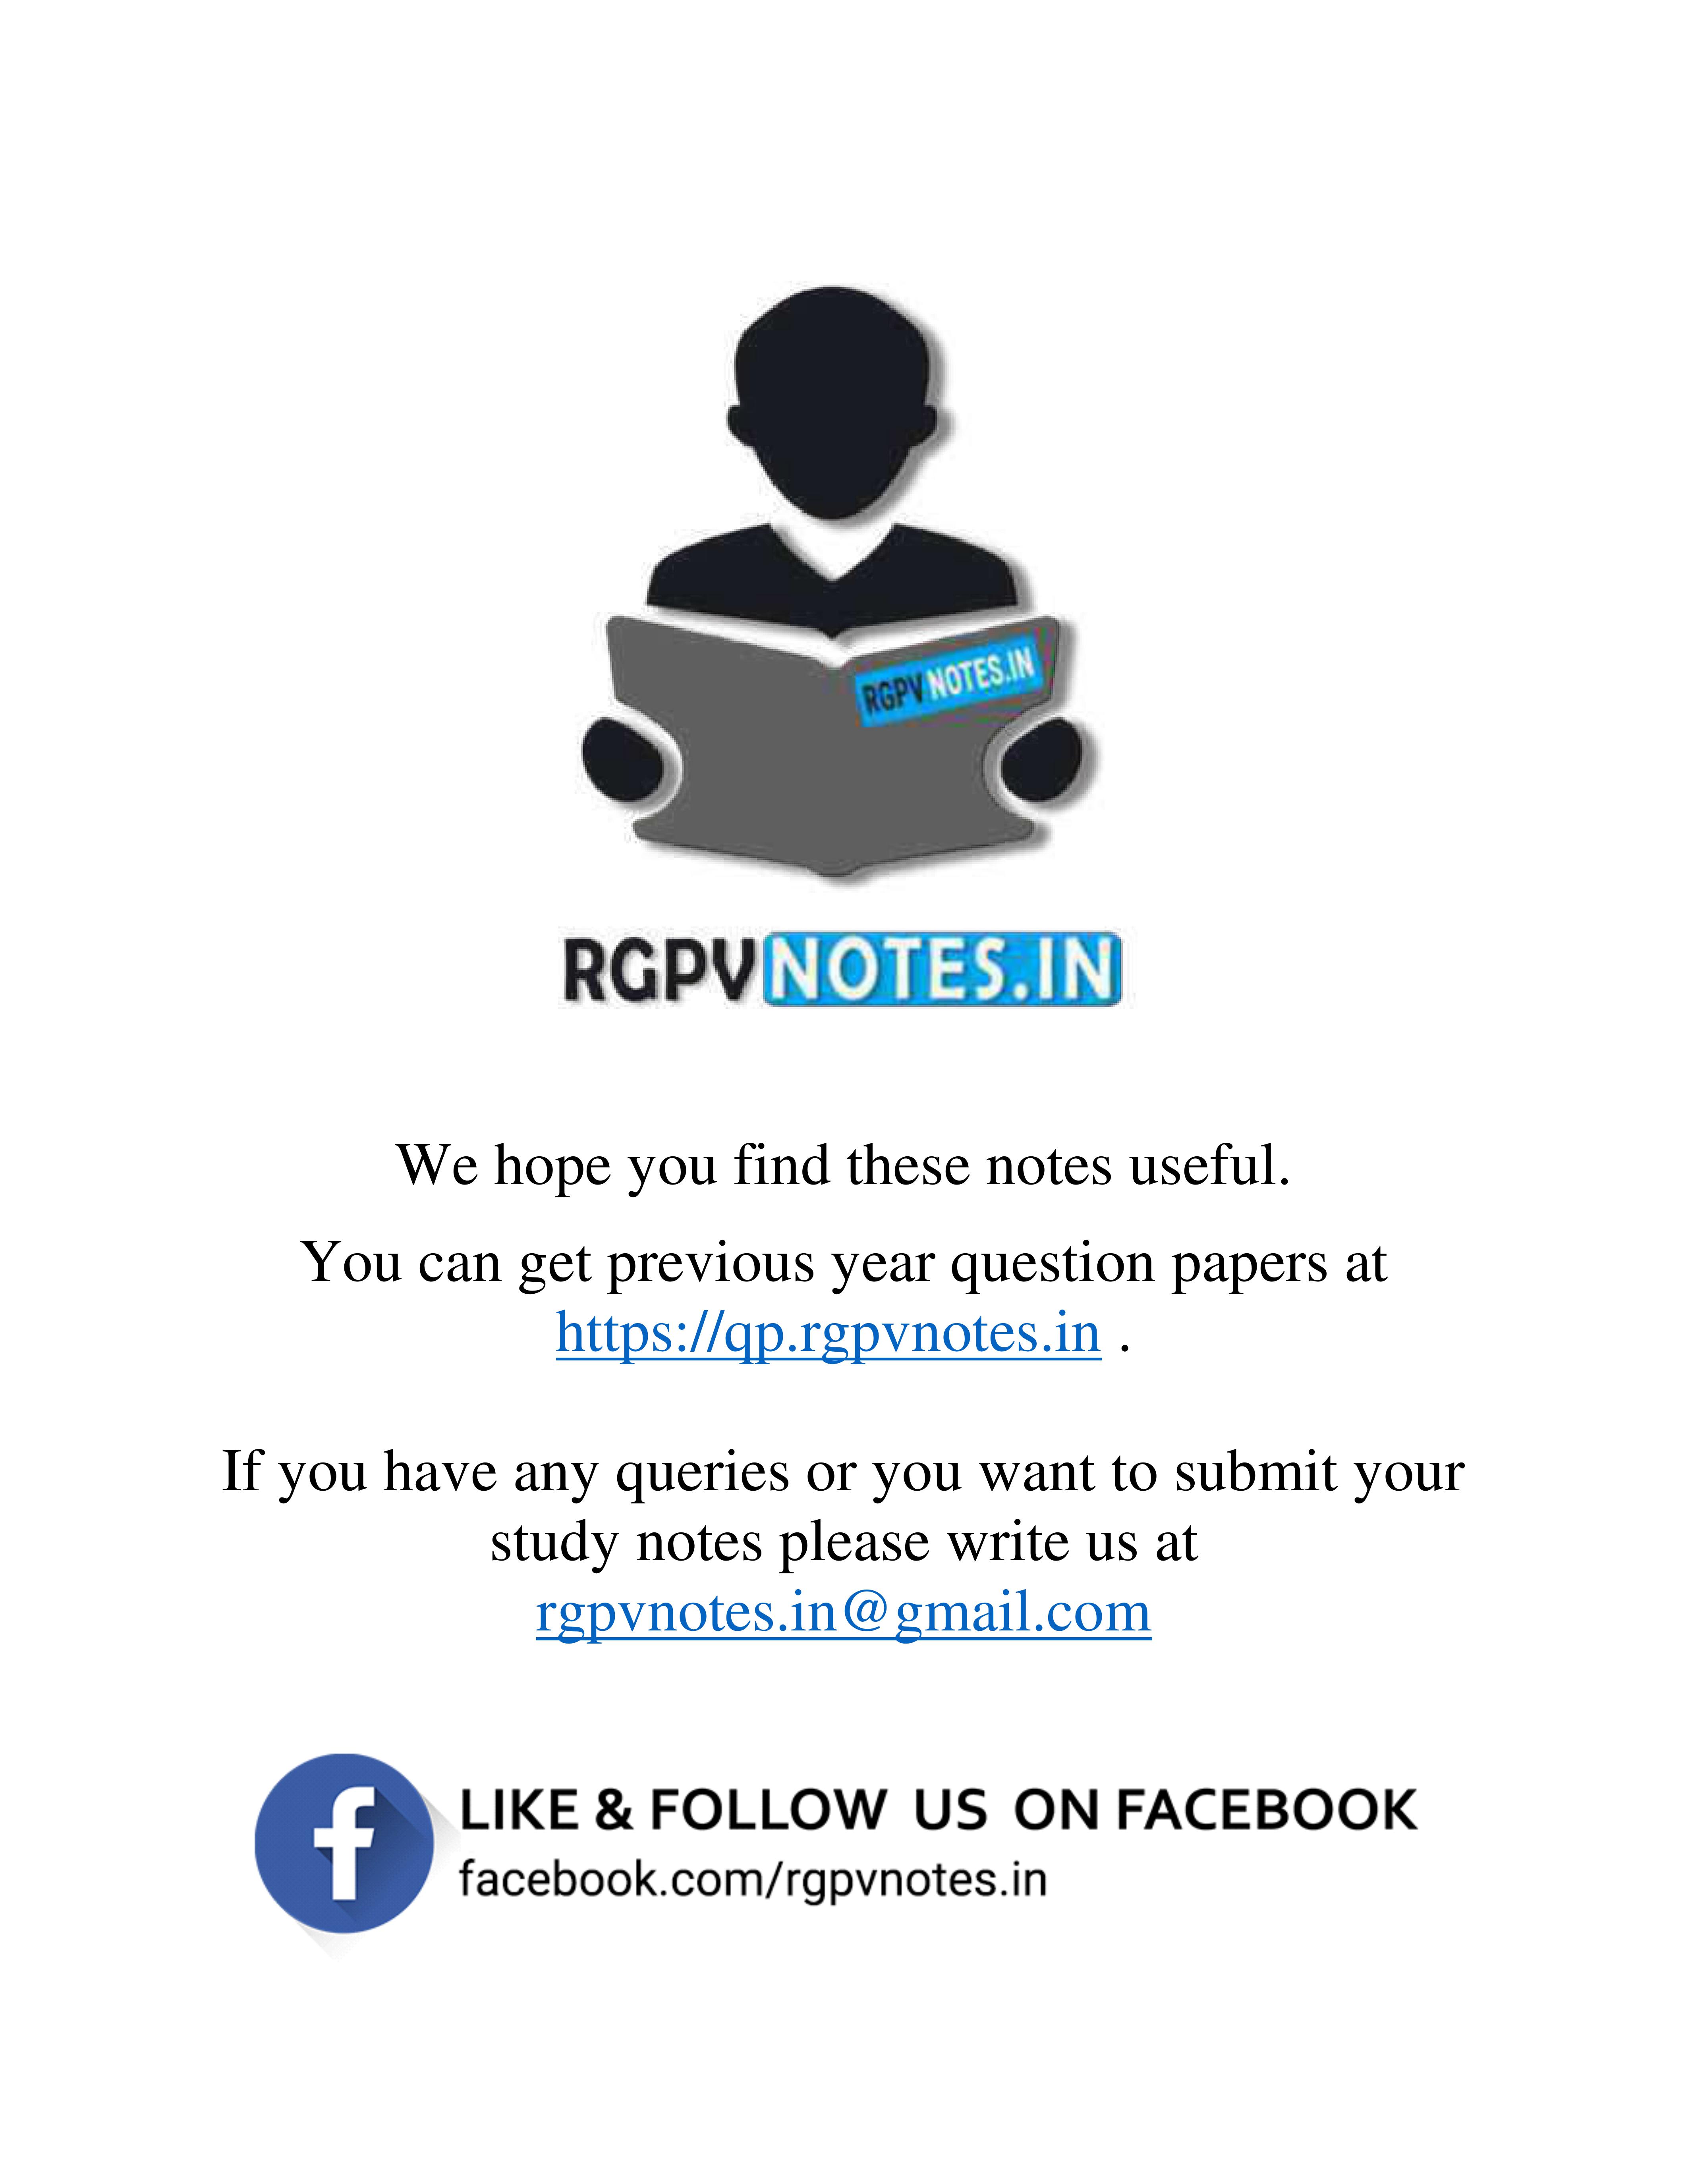 RGPV NOTES.IN
RGPVNOTES.IN
We hope you find these notes useful.
You can get previous year question papers at
https://qp.rgpvnotes.in .
If you have any queries or you want to submit your
study notes please write us at
rgpvnotes.in@gmail.com
LIKE & FOLLOW US ON FACEBOOK
facebook.com/rgpvnotes.in